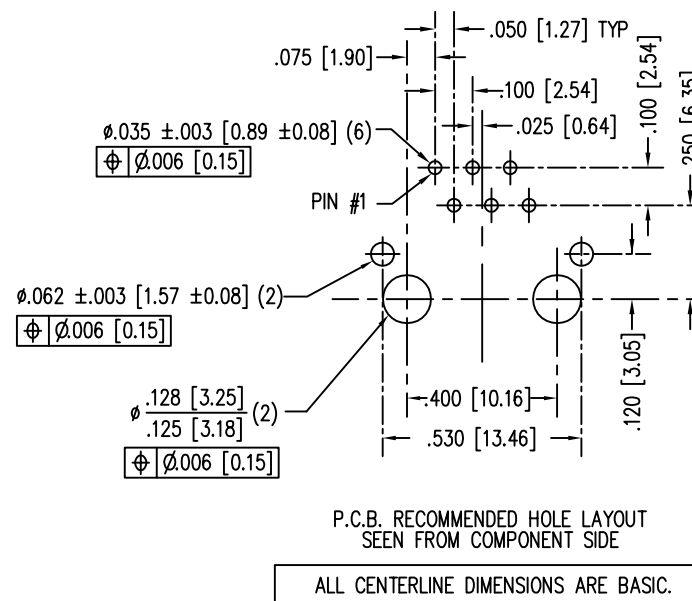 .050 [1.27] TYP
.075 [1.90]
.100 [2.54]
.025 [0.64]
.100 [2.54]
.250 [6.35]
⌀.035 ±.003 [0.89 ±0.08] (6)
⌖ ⌀.006 [0.15]
PIN #1
⌀.062 ±.003 [1.57 ±0.08] (2)
⌖ ⌀.006 [0.15]
⌀ .128 [3.25]
.125 [3.18] (2)
⌖ ⌀.006 [0.15]
.400 [10.16]
.530 [13.46]
.120 [3.05]
P.C.B. RECOMMENDED HOLE LAYOUT
SEEN FROM COMPONENT SIDE
ALL CENTERLINE DIMENSIONS ARE BASIC.